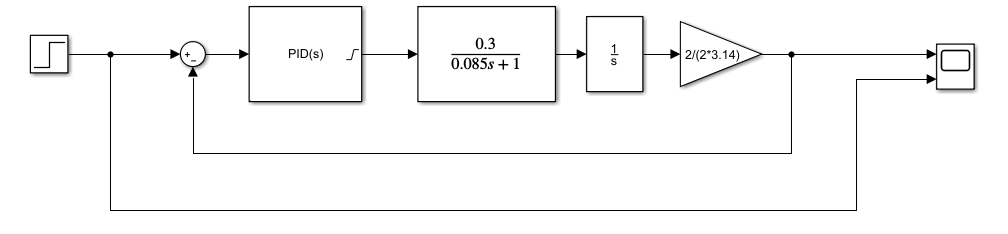 +
−
PID(s)
0.3
0.085s + 1
1
s
2/(2*3.14)